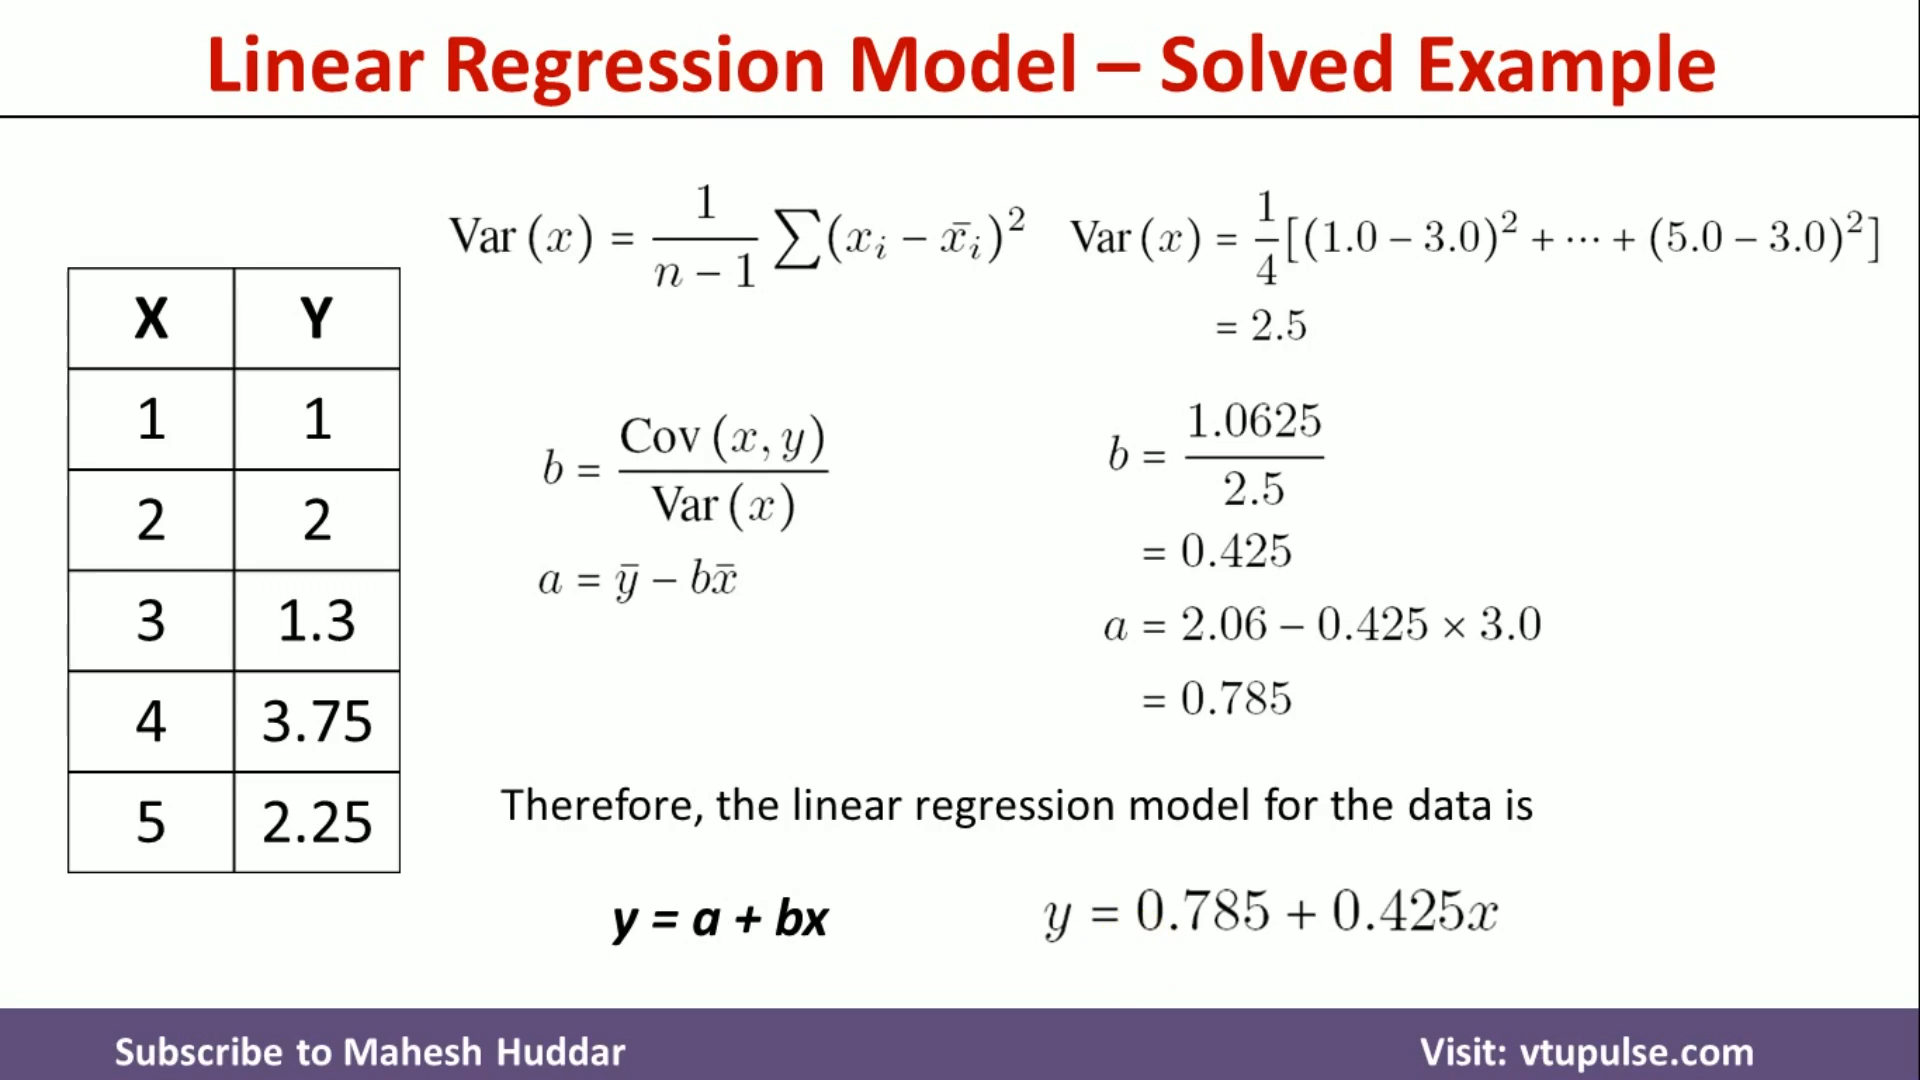 Linear Regression Model – Solved Example
Var (x) = 1/(n − 1) ∑(xᵢ − x̄ᵢ)²
Var (x) = 1/4 [(1.0 − 3.0)² + ⋯ + (5.0 − 3.0)²]
= 2.5
X Y
1 1
2 2
3 1.3
4 3.75
5 2.25
b = Cov (x, y) / Var (x)
a = ȳ − bx̄
b = 1.0625 / 2.5
= 0.425
a = 2.06 − 0.425 × 3.0
= 0.785
Therefore, the linear regression model for the data is
y = a + bx
y = 0.785 + 0.425x
Subscribe to Mahesh Huddar
Visit: vtupulse.com